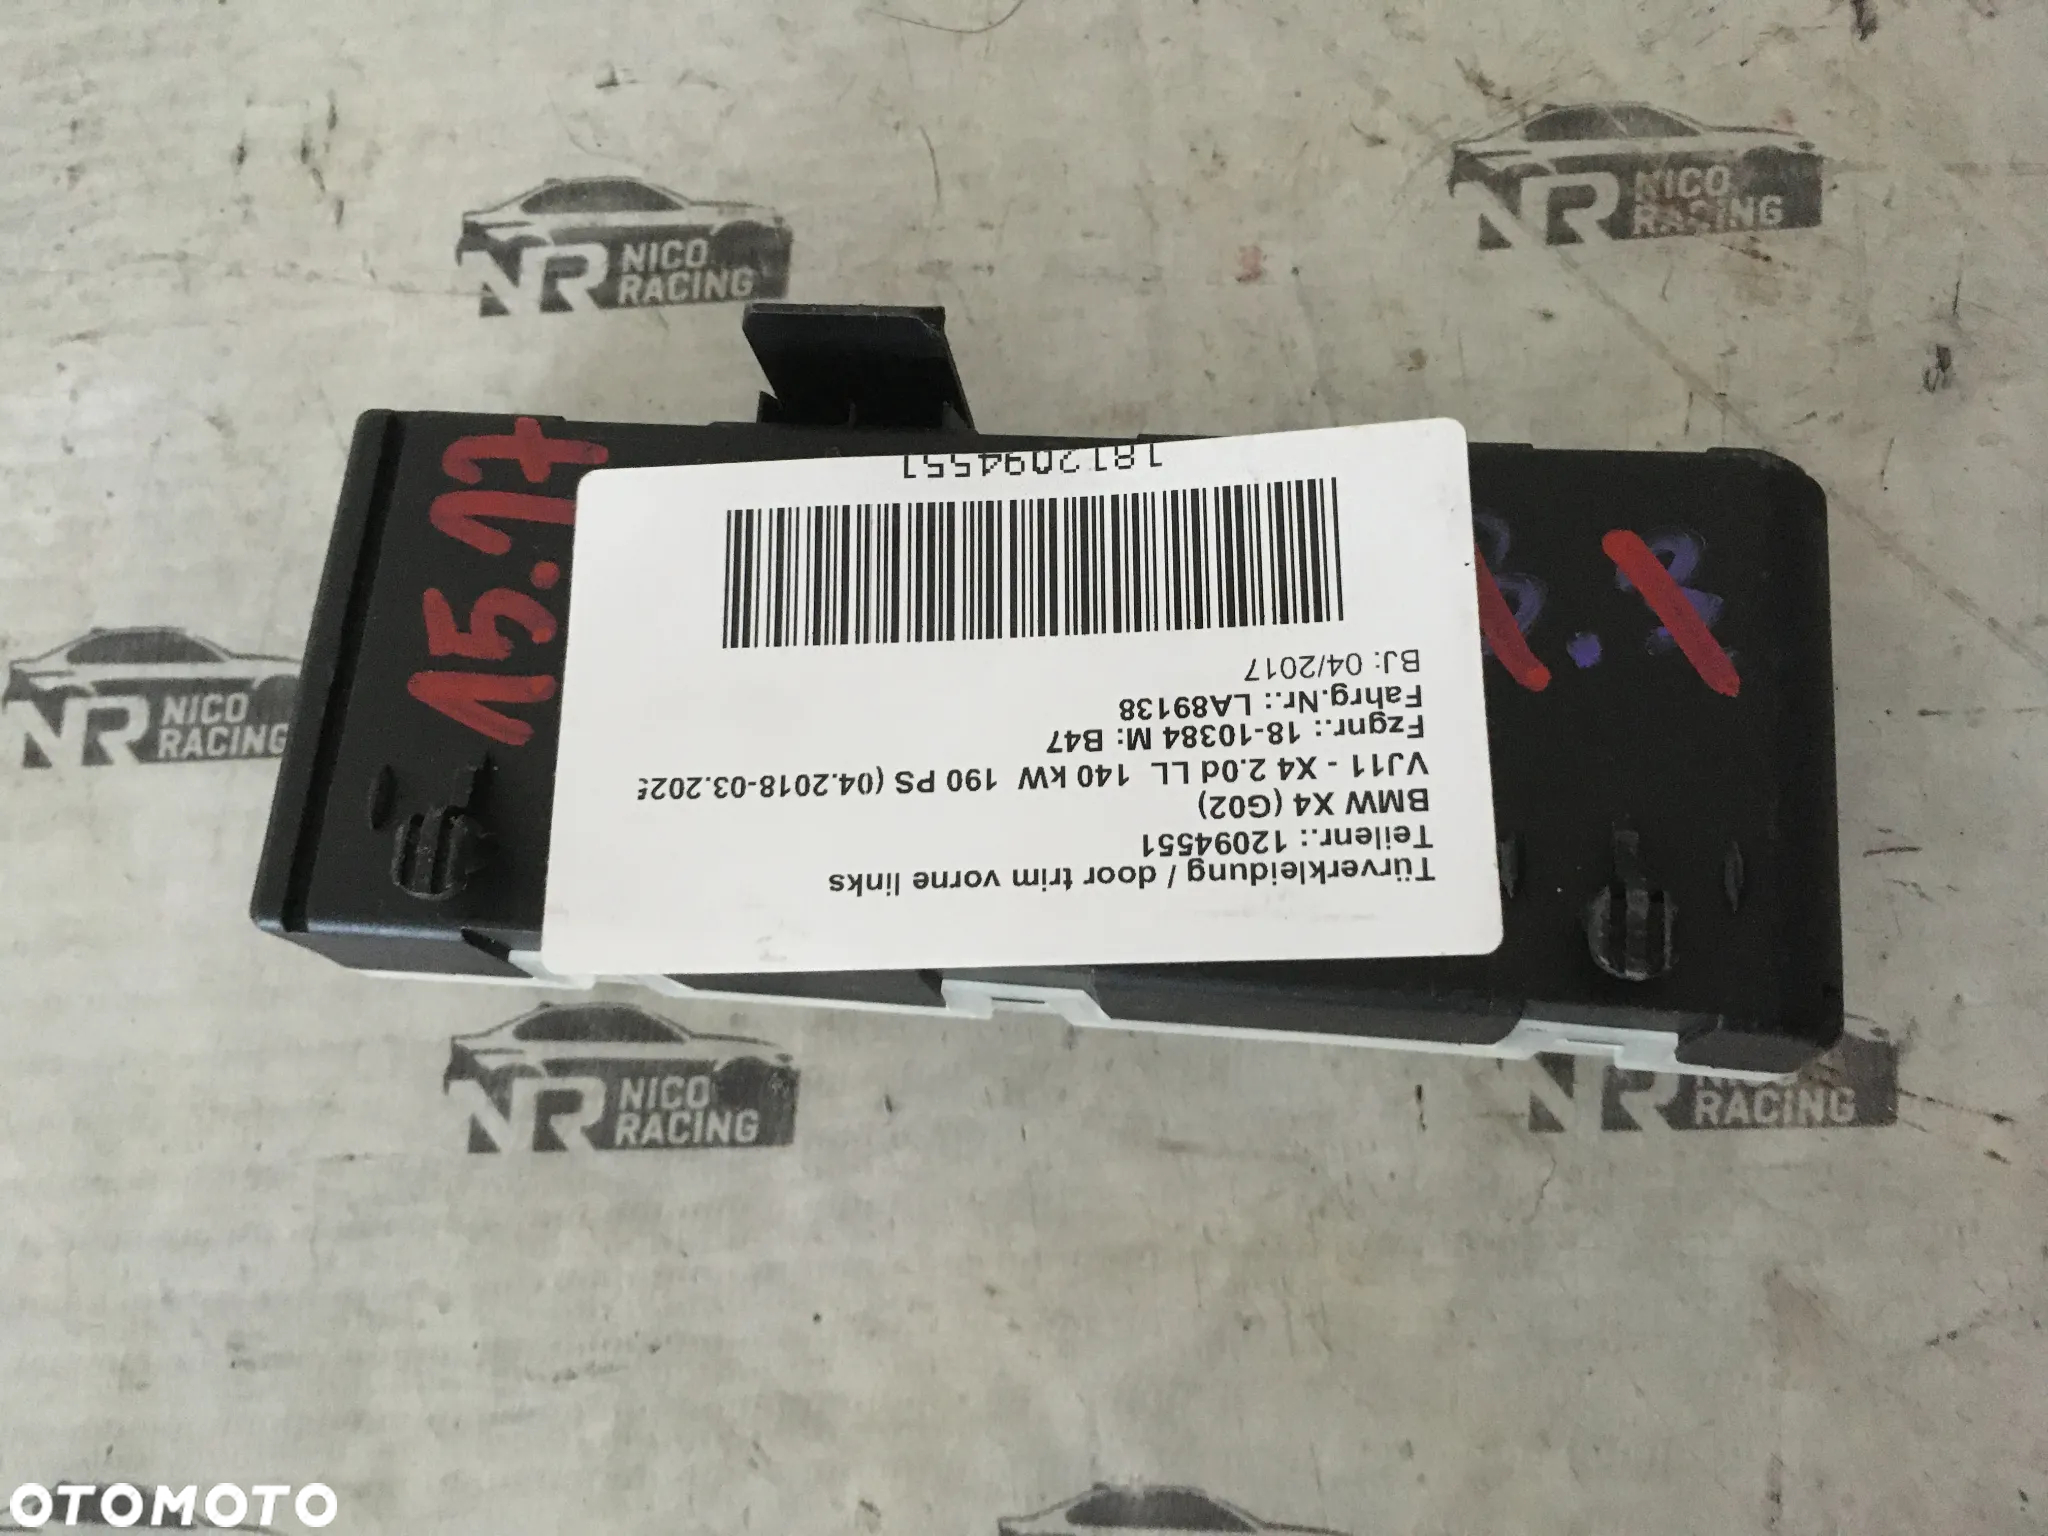 NICO
RACING
NR
NICO
RACING
NR
15.17
1812094551
BJ: 04/2017
Fahrg.Nr.: LA89138
Fzgnr.: 18-10384 M: B47
VJ11 - X4 2.0d LL 140 kW 190 PS (04.2018-03.2025
BMW X4 (G02)
Teilenr.: 12094551
Türverkleidung / door trim vorne links
NR
NICO
RACING
NR
NICO
RACING
NR
NICO
RACING
OTOMOTO